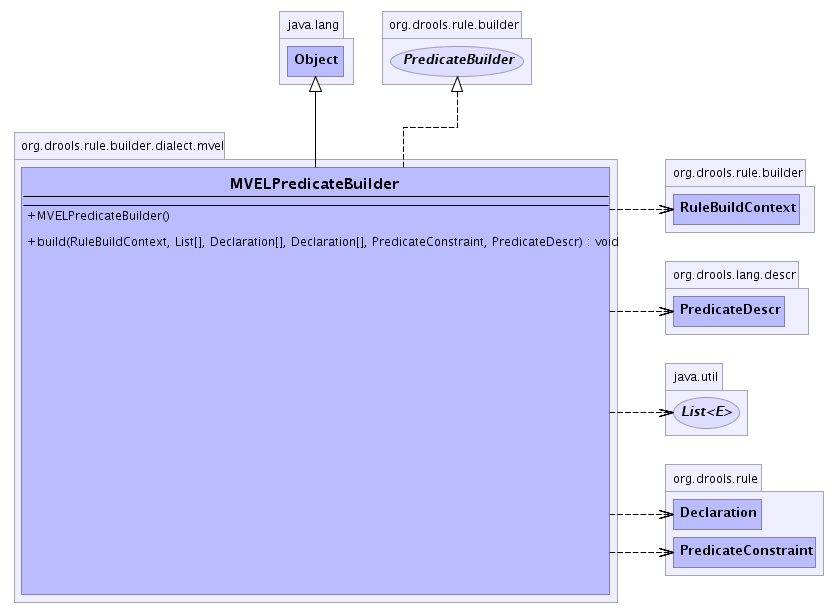 java.lang
org.drools.rule.builder
Object
PredicateBuilder
org.drools.rule.builder.dialect.mvel
MVELPredicateBuilder
+MVELPredicateBuilder()
+build(RuleBuildContext, List[], Declaration[], Declaration[], PredicateConstraint, PredicateDescr) : void
org.drools.rule.builder
RuleBuildContext
org.drools.lang.descr
PredicateDescr
java.util
List<E>
org.drools.rule
Declaration
PredicateConstraint